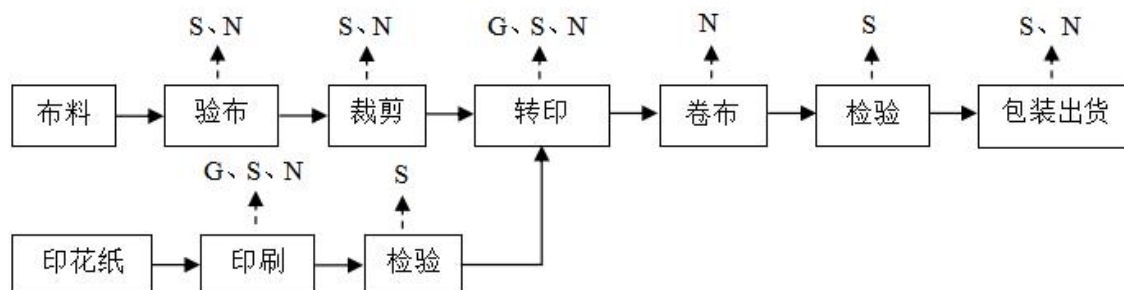 S、N S、N G、S、N N S S、N
布料 验布 裁剪 转印 卷布 检验 包装出货
G、S、N S
印花纸 印刷 检验